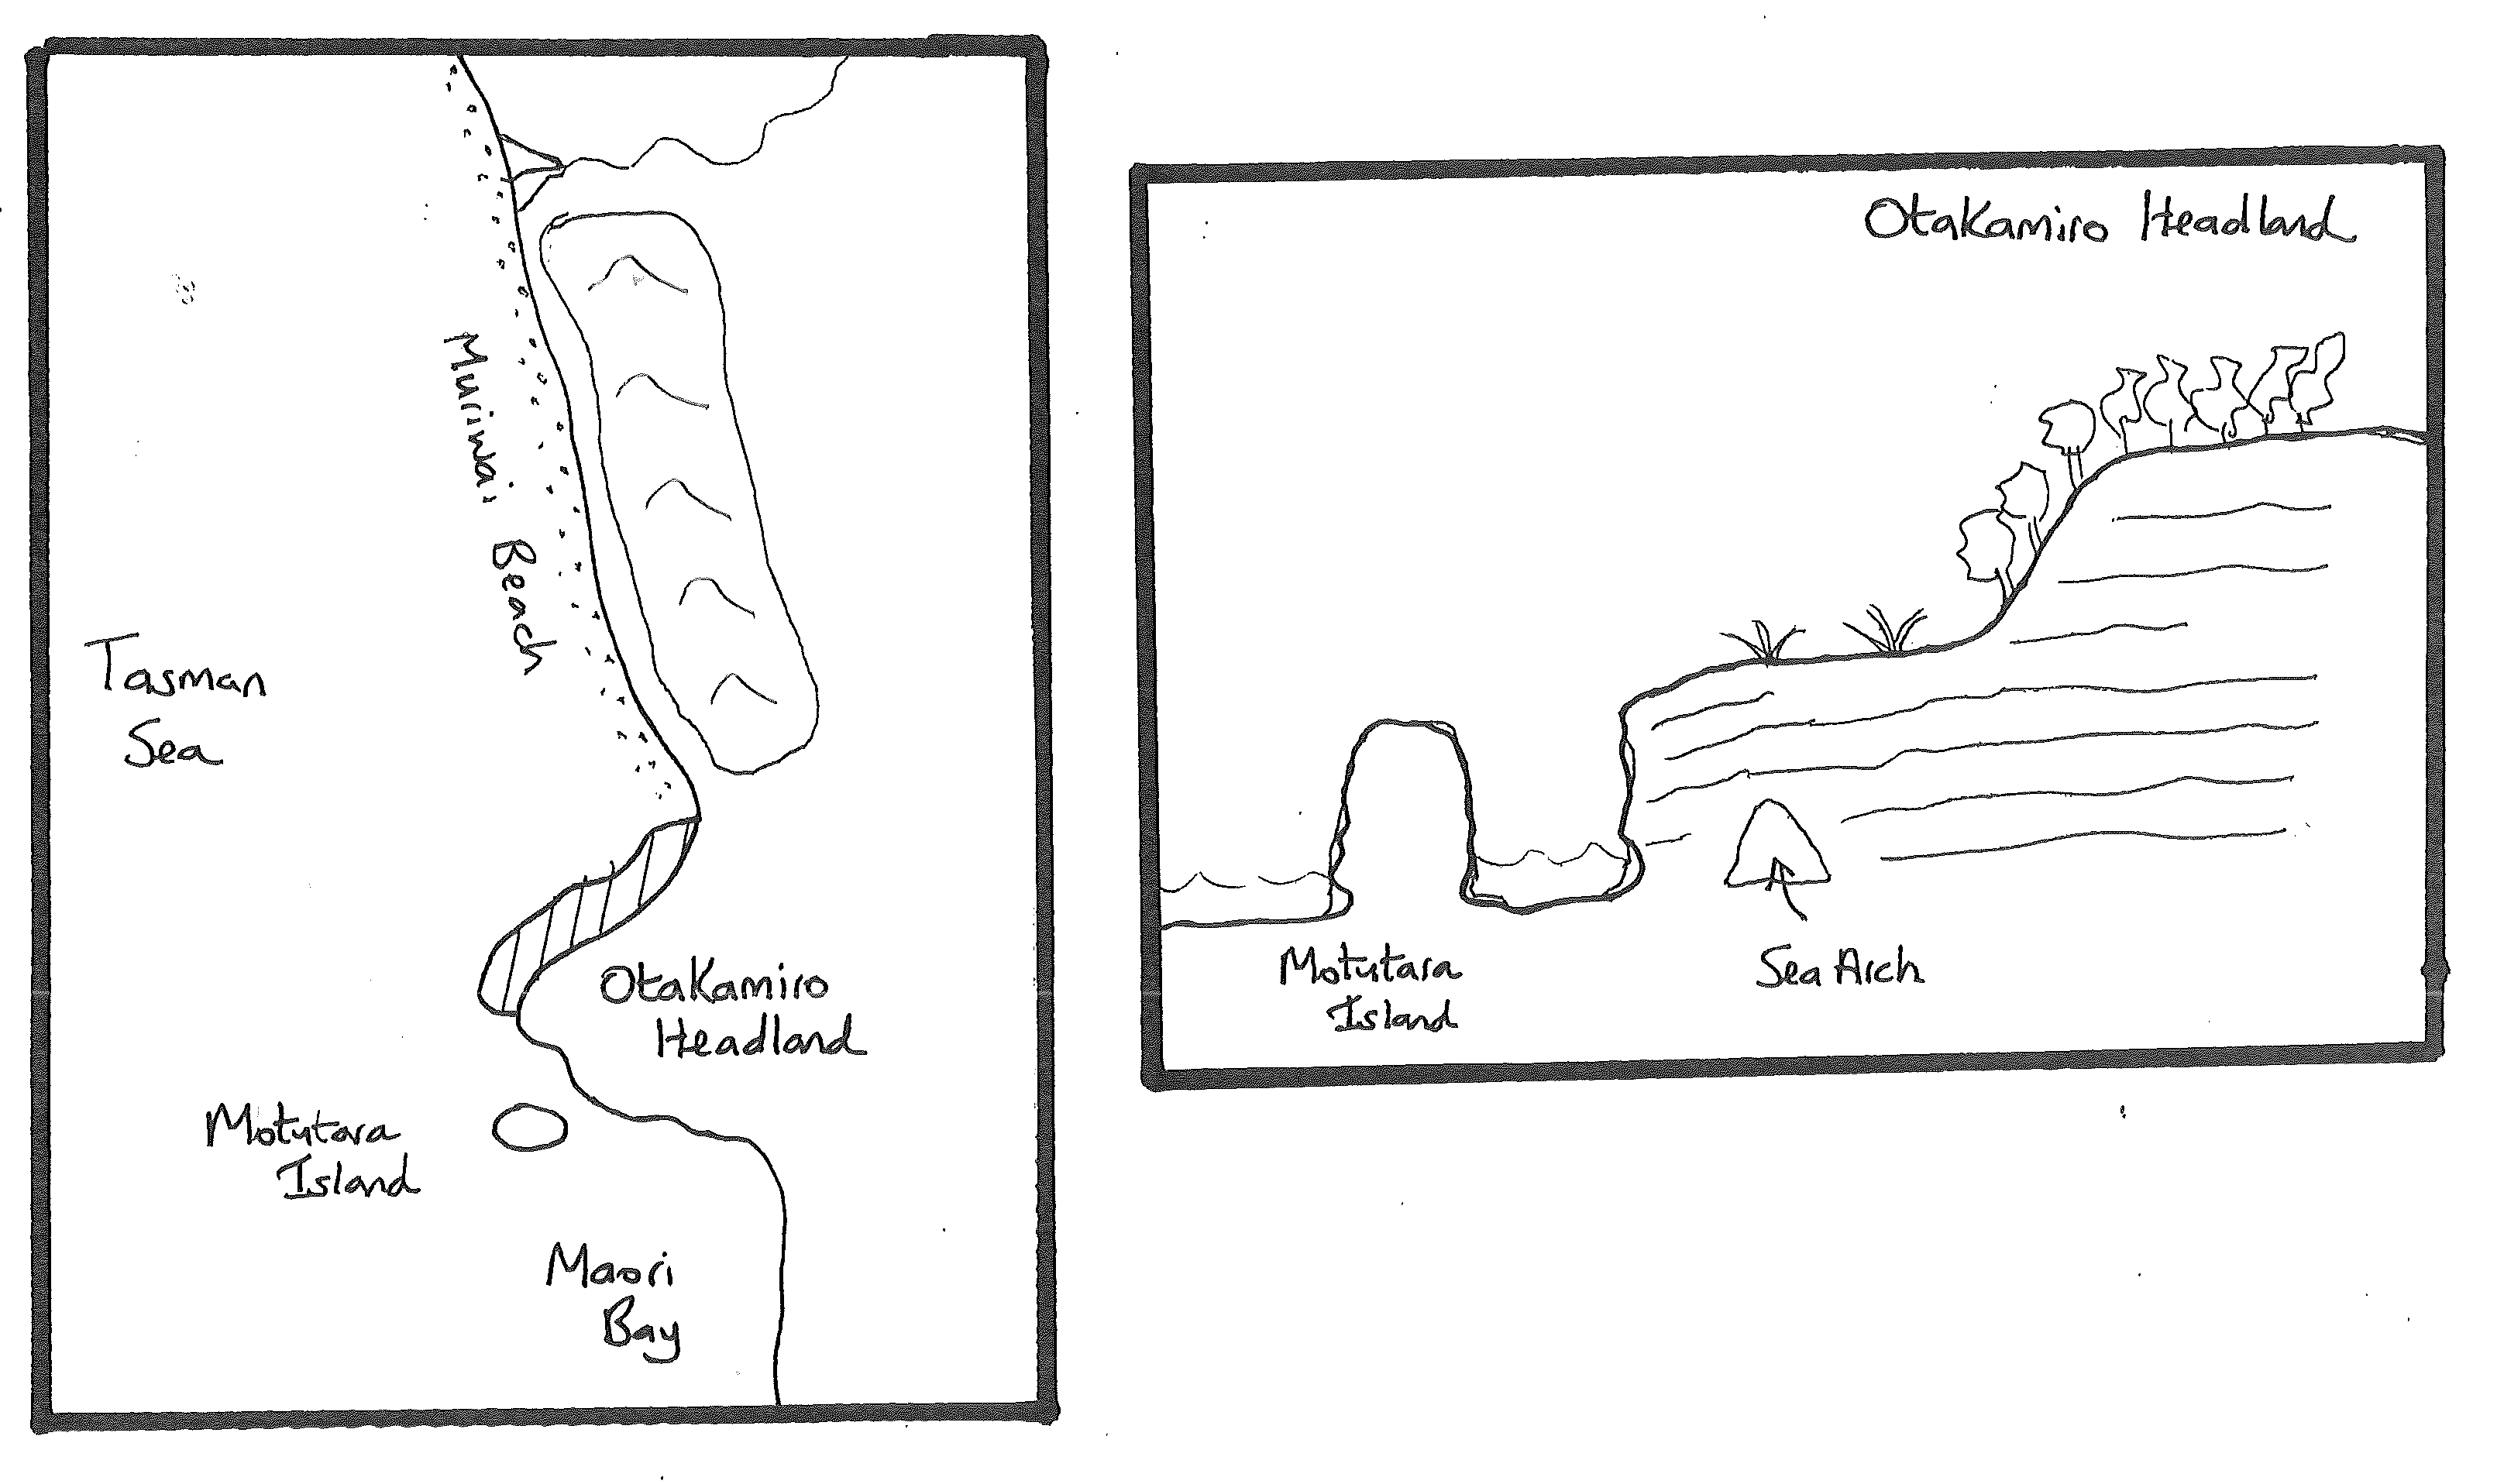 Muriwai Beach
Tasman
Sea
Otakamiro
Headland
Motutara
Island
Maori
Bay
Otakamiro Headland
Motutara
Island
Sea Arch